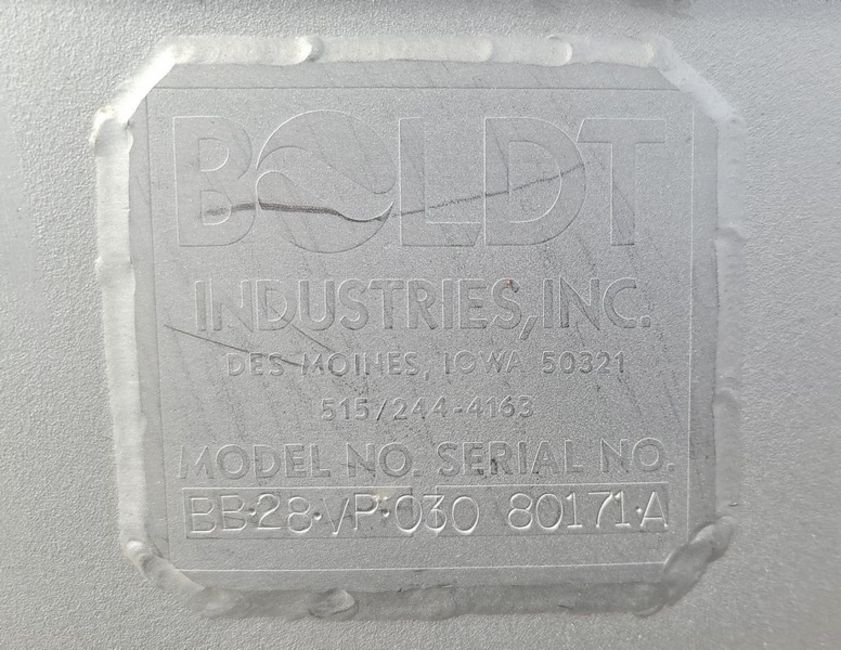 BOLDT
INDUSTRIES, INC.
DES MOINES, IOWA 50321
515/244-4163
MODEL NO. SERIAL NO.
BB·28·VP·030 80171·A